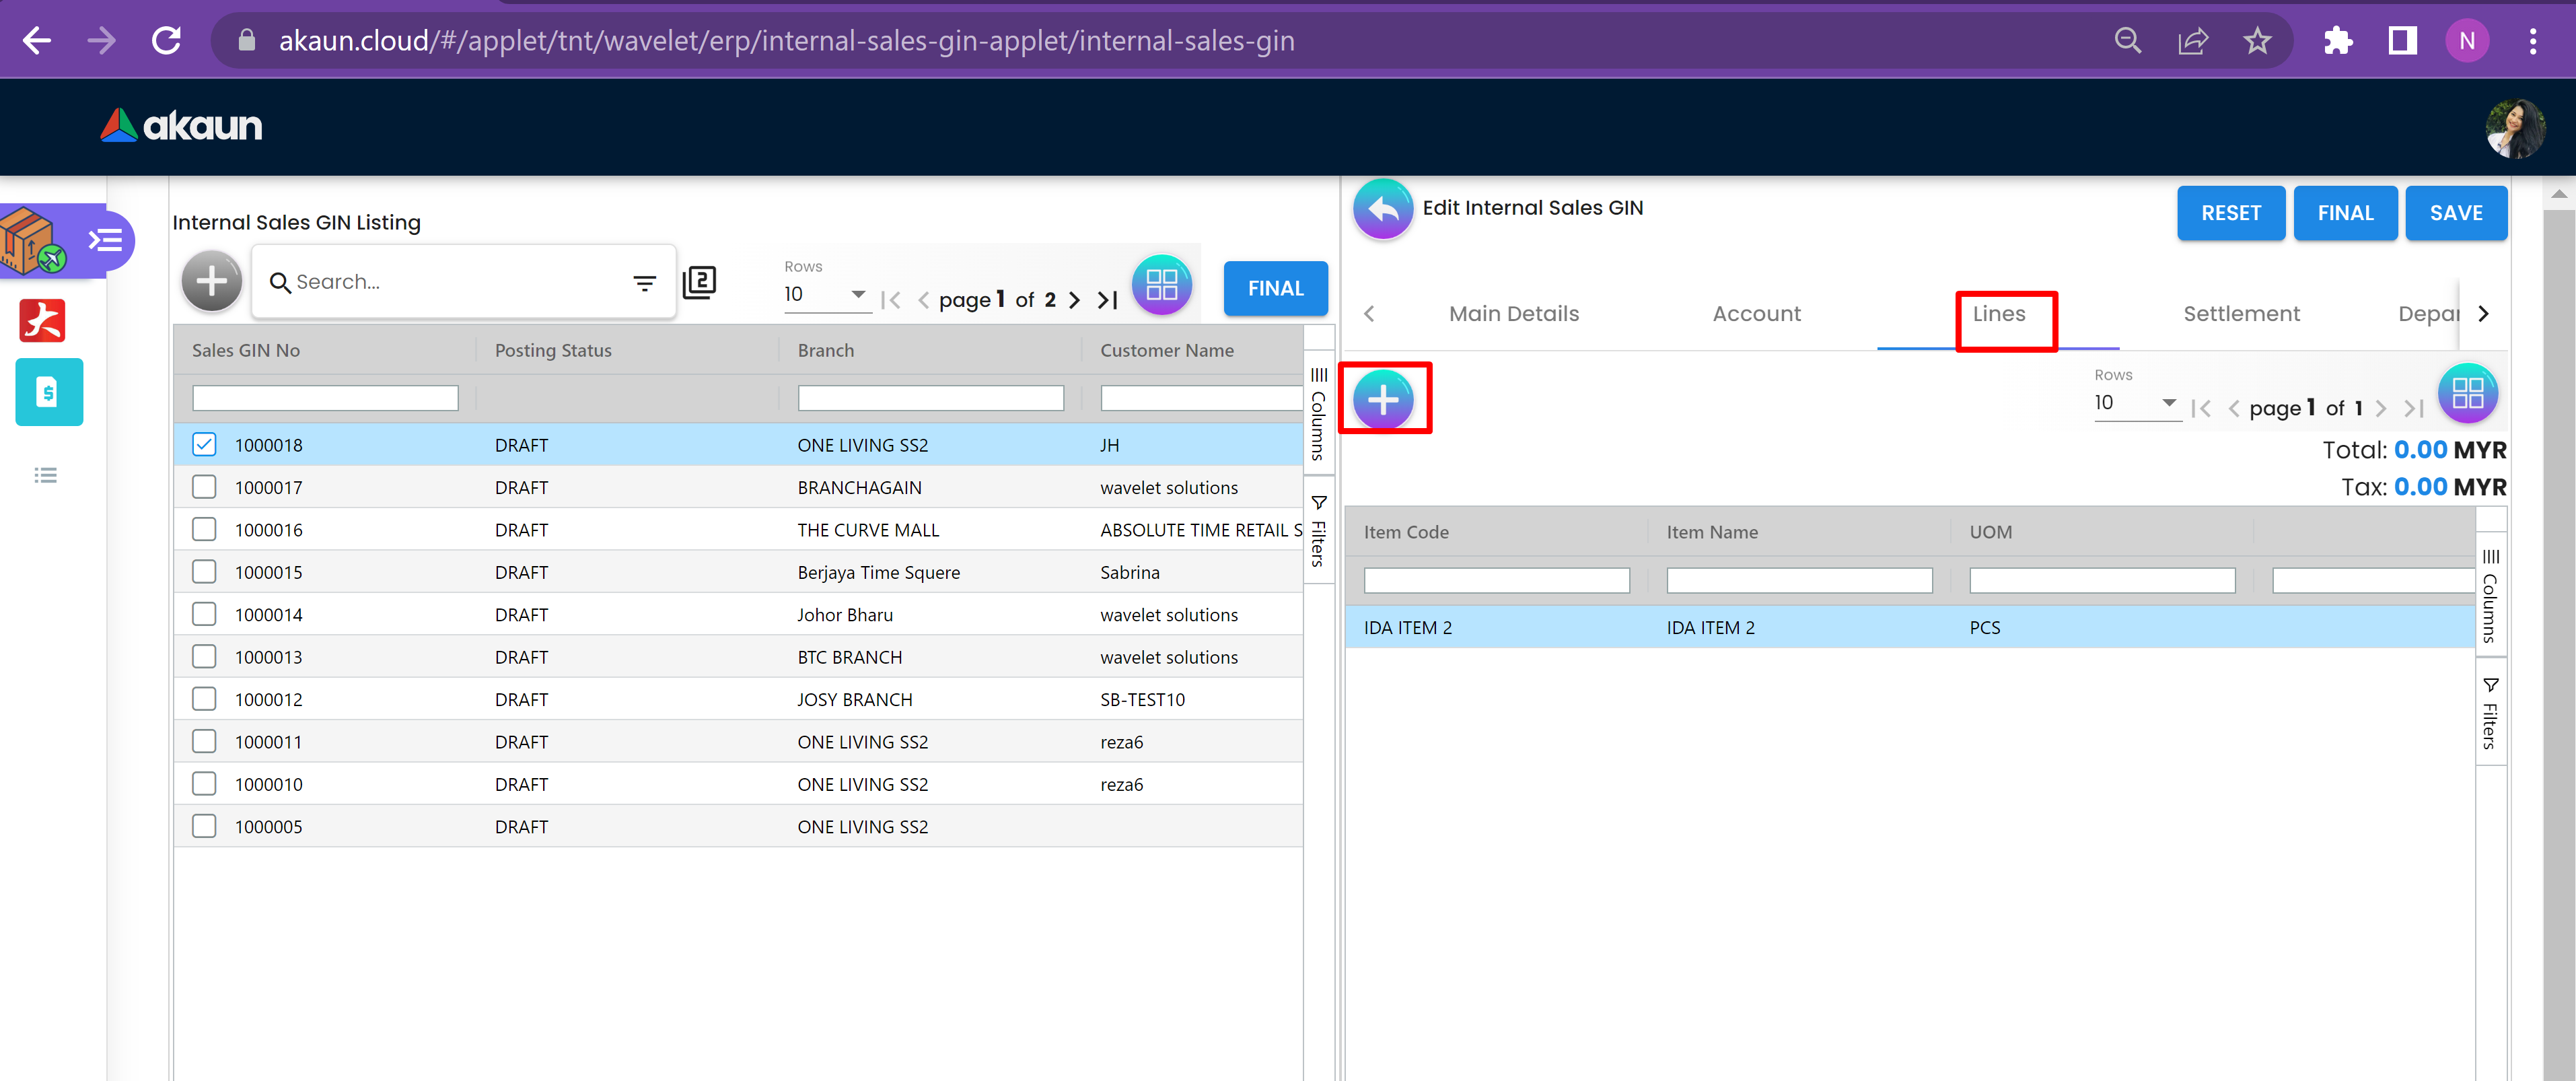 akaun.cloud/#/applet/tnt/wavelet/erp/internal-sales-gin-applet/internal-sales-gin
N
akaun
Internal Sales GIN Listing
Search...
2
Rows
10
page 1 of 2
FINAL
Sales GIN No Posting Status Branch Customer Name
1000018 DRAFT ONE LIVING SS2 JH
1000017 DRAFT BRANCHAGAIN wavelet solutions
1000016 DRAFT THE CURVE MALL ABSOLUTE TIME RETAIL S
1000015 DRAFT Berjaya Time Squere Sabrina
1000014 DRAFT Johor Bharu wavelet solutions
1000013 DRAFT BTC BRANCH wavelet solutions
1000012 DRAFT JOSY BRANCH SB-TEST10
1000011 DRAFT ONE LIVING SS2 reza6
1000010 DRAFT ONE LIVING SS2 reza6
1000005 DRAFT ONE LIVING SS2
Columns
Filters
Edit Internal Sales GIN
RESET
FINAL
SAVE
Main Details Account Lines Settlement Depar
Rows
10
page 1 of 1
Total: 0.00 MYR
Tax: 0.00 MYR
Item Code Item Name UOM
IDA ITEM 2 IDA ITEM 2 PCS
Columns
Filters